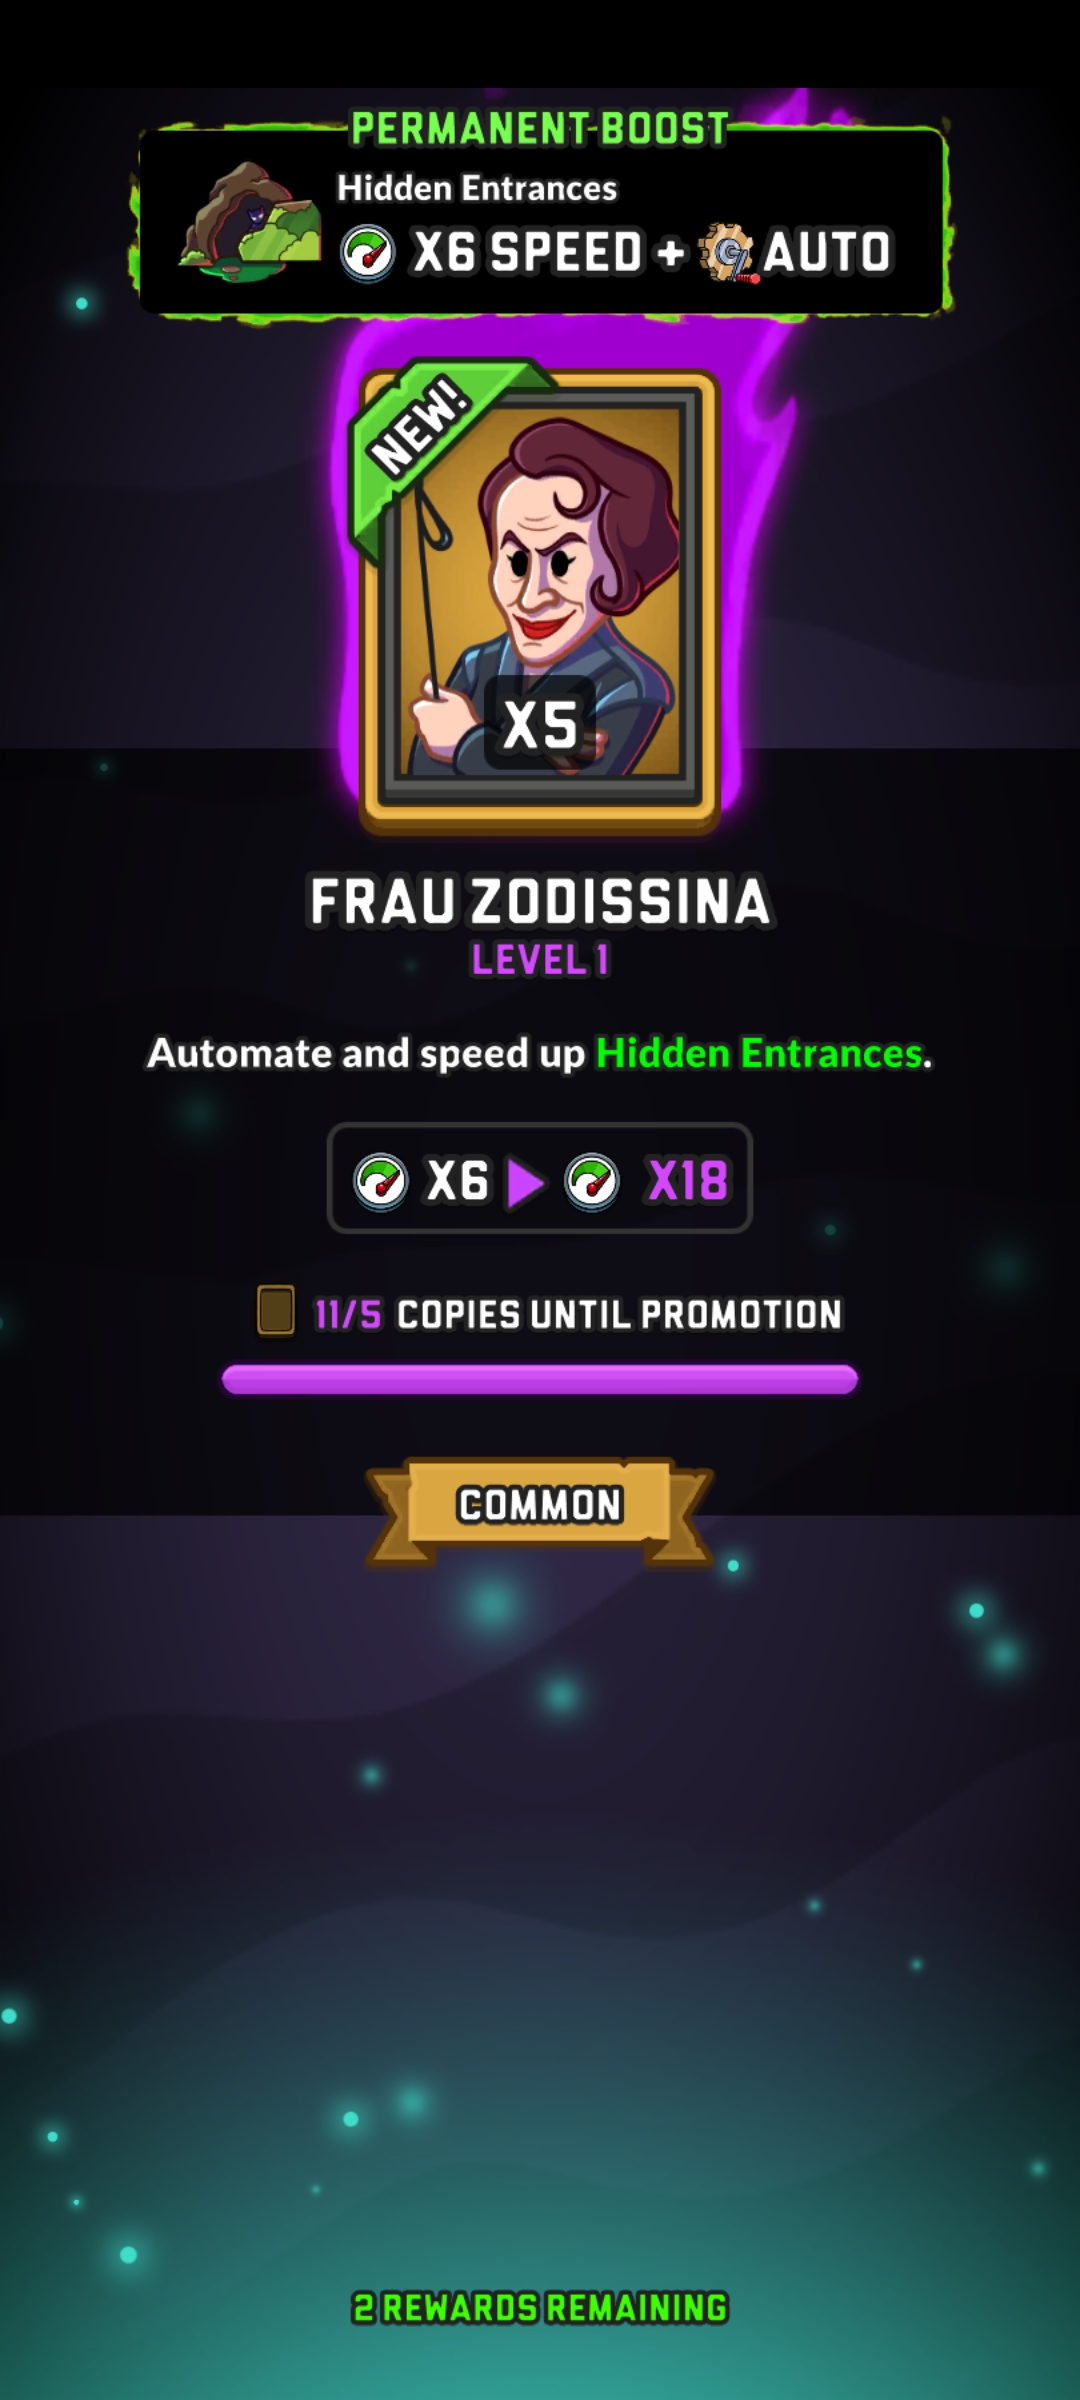 PERMANENT BOOST
Hidden Entrances
X6 SPEED + AUTO
NEW!
X5
FRAU ZODISSINA
LEVEL 1
Automate and speed up Hidden Entrances.
X6 X18
11/5 COPIES UNTIL PROMOTION
COMMON
2 REWARDS REMAINING